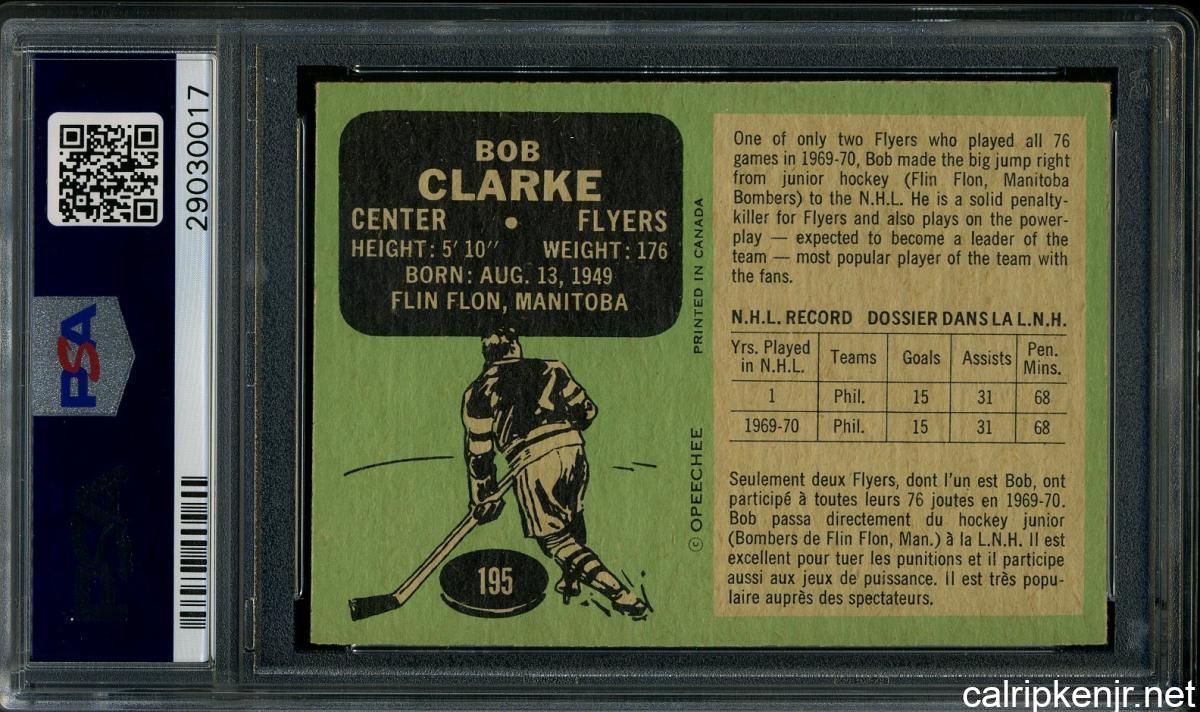 29030017
PSA
BOB
CLARKE
CENTER • FLYERS
HEIGHT: 5' 10" WEIGHT: 176
BORN: AUG. 13, 1949
FLIN FLON, MANITOBA
195
PRINTED IN CANADA
© OPEECHEE
One of only two Flyers who played all 76
games in 1969-70, Bob made the big jump right
from junior hockey (Flin Flon, Manitoba
Bombers) to the N.H.L. He is a solid penalty-
killer for Flyers and also plays on the power-
play — expected to become a leader of the
team — most popular player of the team with
the fans.
N.H.L. RECORD DOSSIER DANS LA L.N.H.
Yrs. Played in N.H.L. Teams Goals Assists Pen. Mins.
1 Phil. 15 31 68
1969-70 Phil. 15 31 68
Seulement deux Flyers, dont l'un est Bob, ont
participé à toutes leurs 76 joutes en 1969-70.
Bob passa directement du hockey junior
(Bombers de Flin Flon, Man.) à la L.N.H. Il est
excellent pour tuer les punitions et il participe
aussi aux jeux de puissance. Il est très popu-
laire auprès des spectateurs.
calripkenjr.net